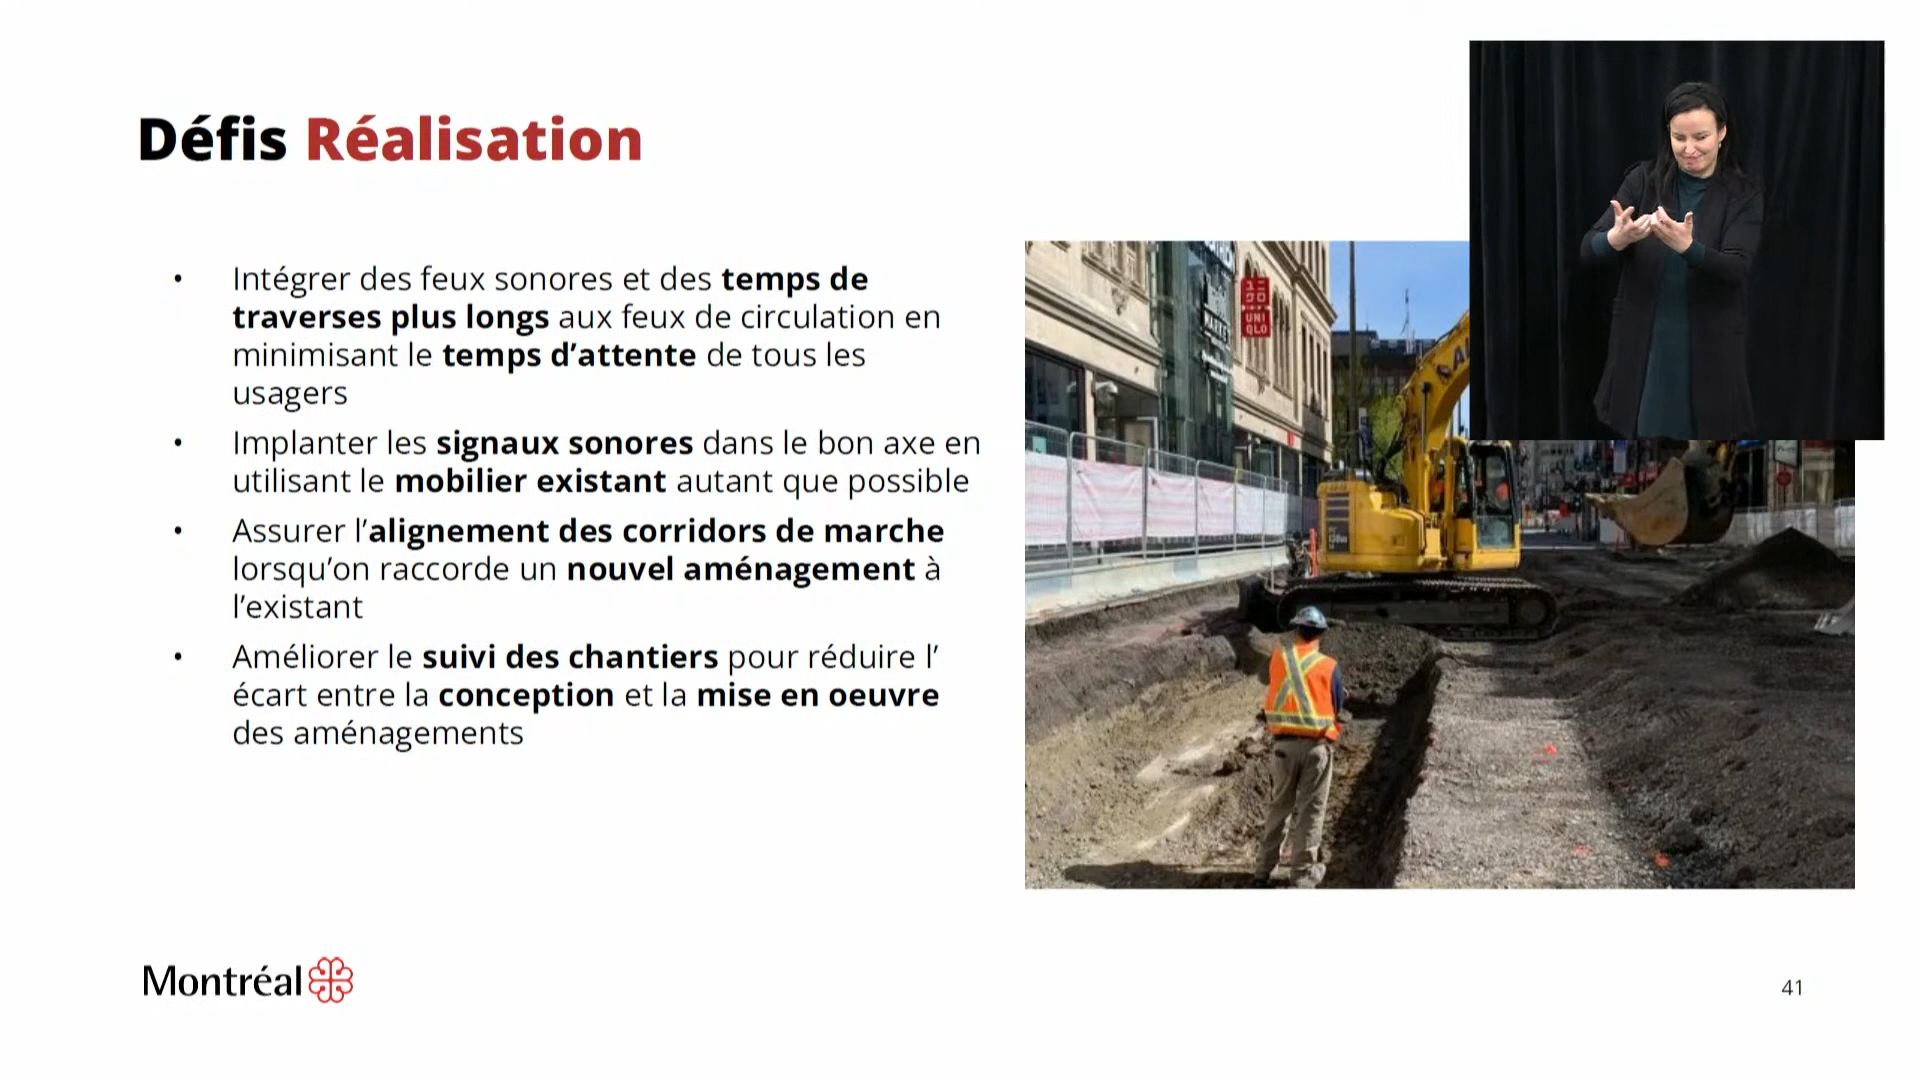 Défis Réalisation
• Intégrer des feux sonores et des temps de
traverses plus longs aux feux de circulation en
minimisant le temps d’attente de tous les
usagers
• Implanter les signaux sonores dans le bon axe en
utilisant le mobilier existant autant que possible
• Assurer l’alignement des corridors de marche
lorsqu’on raccorde un nouvel aménagement à
l’existant
• Améliorer le suivi des chantiers pour réduire l’
écart entre la conception et la mise en oeuvre
des aménagements
UNI
QLO
Montréal
41